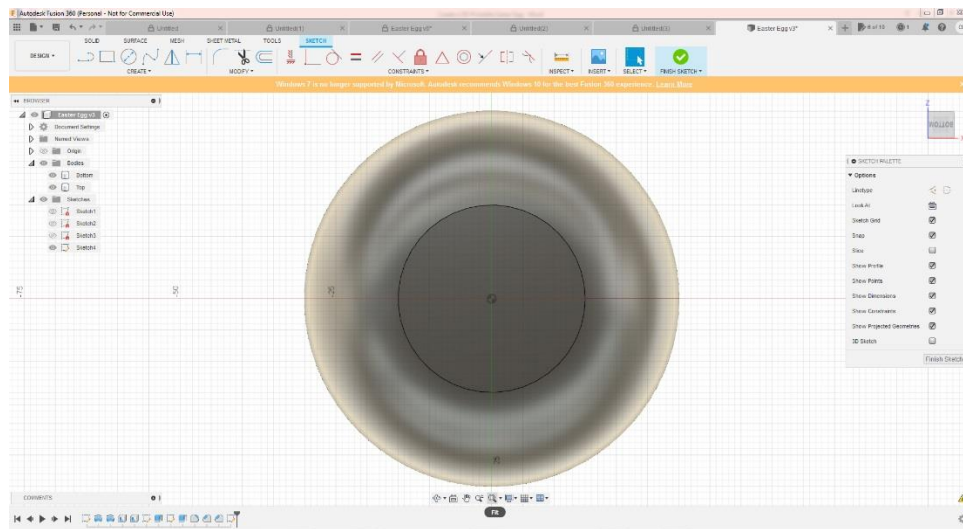 Autodesk Fusion 360 (Personal - Not for Commercial Use)
Untitled
Untitled(1)
Easter Egg v3*
Untitled(2)
Untitled(3)
Easter Egg v3*
SOLID
SURFACE
MESH
SHEET METAL
TOOLS
SKETCH
DESIGN
CREATE
MODIFY
CONSTRAINTS
INSPECT
INSERT
SELECT
FINISH SKETCH
Windows 7 is no longer supported by Microsoft. Autodesk recommends Windows 10 for the best Fusion 360 experience. Learn More
BROWSER
Easter Egg v3
Document Settings
Named Views
Origin
Bodies
Bottom
Top
Sketches
Sketch1
Sketch2
Sketch3
Sketch4
-75
-50
-25
Z
BOTTOM
SKETCH PALETTE
Options
Linetype
Look At
Sketch Grid
Snap
Slice
Show Profile
Show Points
Show Dimensions
Show Constraints
Show Projected Geometries
3D Sketch
Finish Sketch
COMMENTS
Fit